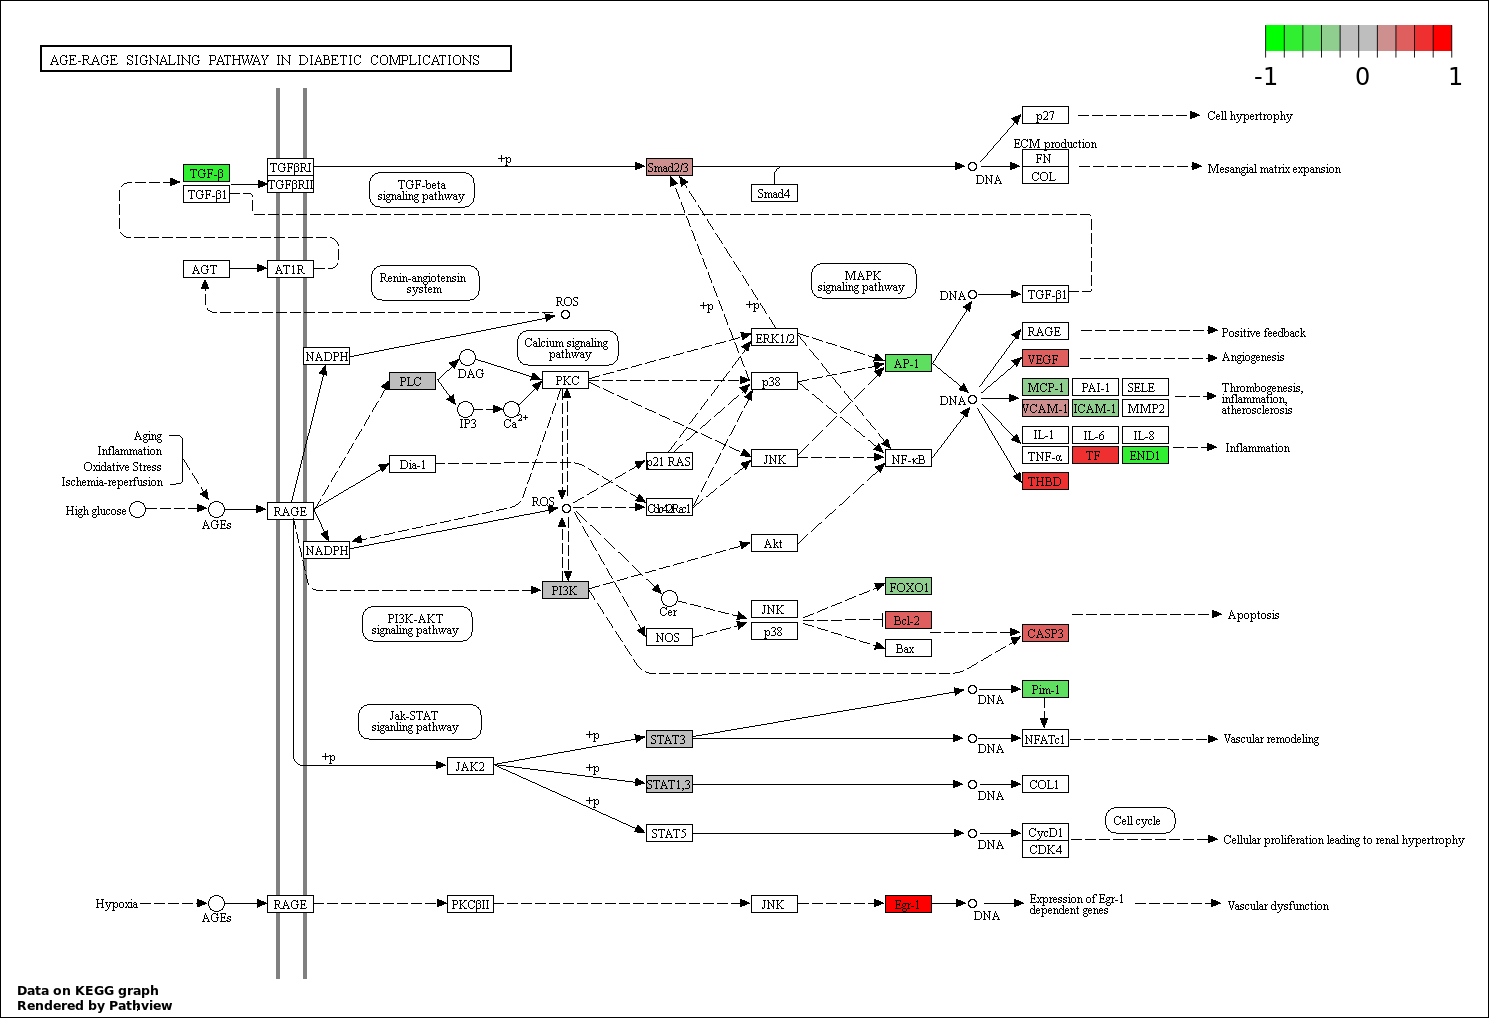 AGE-RAGE SIGNALING PATHWAY IN DIABETIC COMPLICATIONS
-1 0 1
p27
Cell hypertrophy
ECM production
TGF-β
TGFβRI
+p
Smad2/3
FN
Mesangial matrix expansion
TGF-β1
TGFβRII
TGF-beta
signaling pathway
Smad4
DNA
COL
AGT
AT1R
Renin-angiotensin
system
MAPK
signaling pathway
DNA
TGF-β1
ROS
+p
+p
RAGE
Positive feedback
NADPH
Calcium signaling
pathway
ERK1/2
AP-1
VEGF
Angiogenesis
DAG
PLC
PKC
p38
MCP-1
PAI-1
SELE
Thrombogenesis,
inflammation,
atherosclerosis
DNA
VCAM-1
ICAM-1
MMP2
IP3
Ca2+
IL-1
IL-6
IL-8
Inflammation
Aging
Inflammation
Oxidative Stress
Ischemia-reperfusion
Dia-1
p21 RAS
JNK
NF-κB
TNF-α
TF
END1
THBD
High glucose
AGEs
RAGE
ROS
NADPH
Akt
PI3K
FOXO1
Cer
JNK
p38
Bcl-2
Apoptosis
PI3K-AKT
signaling pathway
NOS
Bax
CASP3
Jak-STAT
siganling pathway
DNA
Pim-1
+p
JAK2
+p
STAT3
DNA
NFATc1
Vascular remodeling
+p
STAT1,3
DNA
COL1
+p
STAT5
DNA
CycD1
CDK4
Cell cycle
Cellular proliferation leading to renal hypertrophy
Hypoxia
AGEs
RAGE
PKCβII
JNK
Egr-1
DNA
Expression of Egr-1
dependent genes
Vascular dysfunction
Data on KEGG graph
Rendered by Pathview